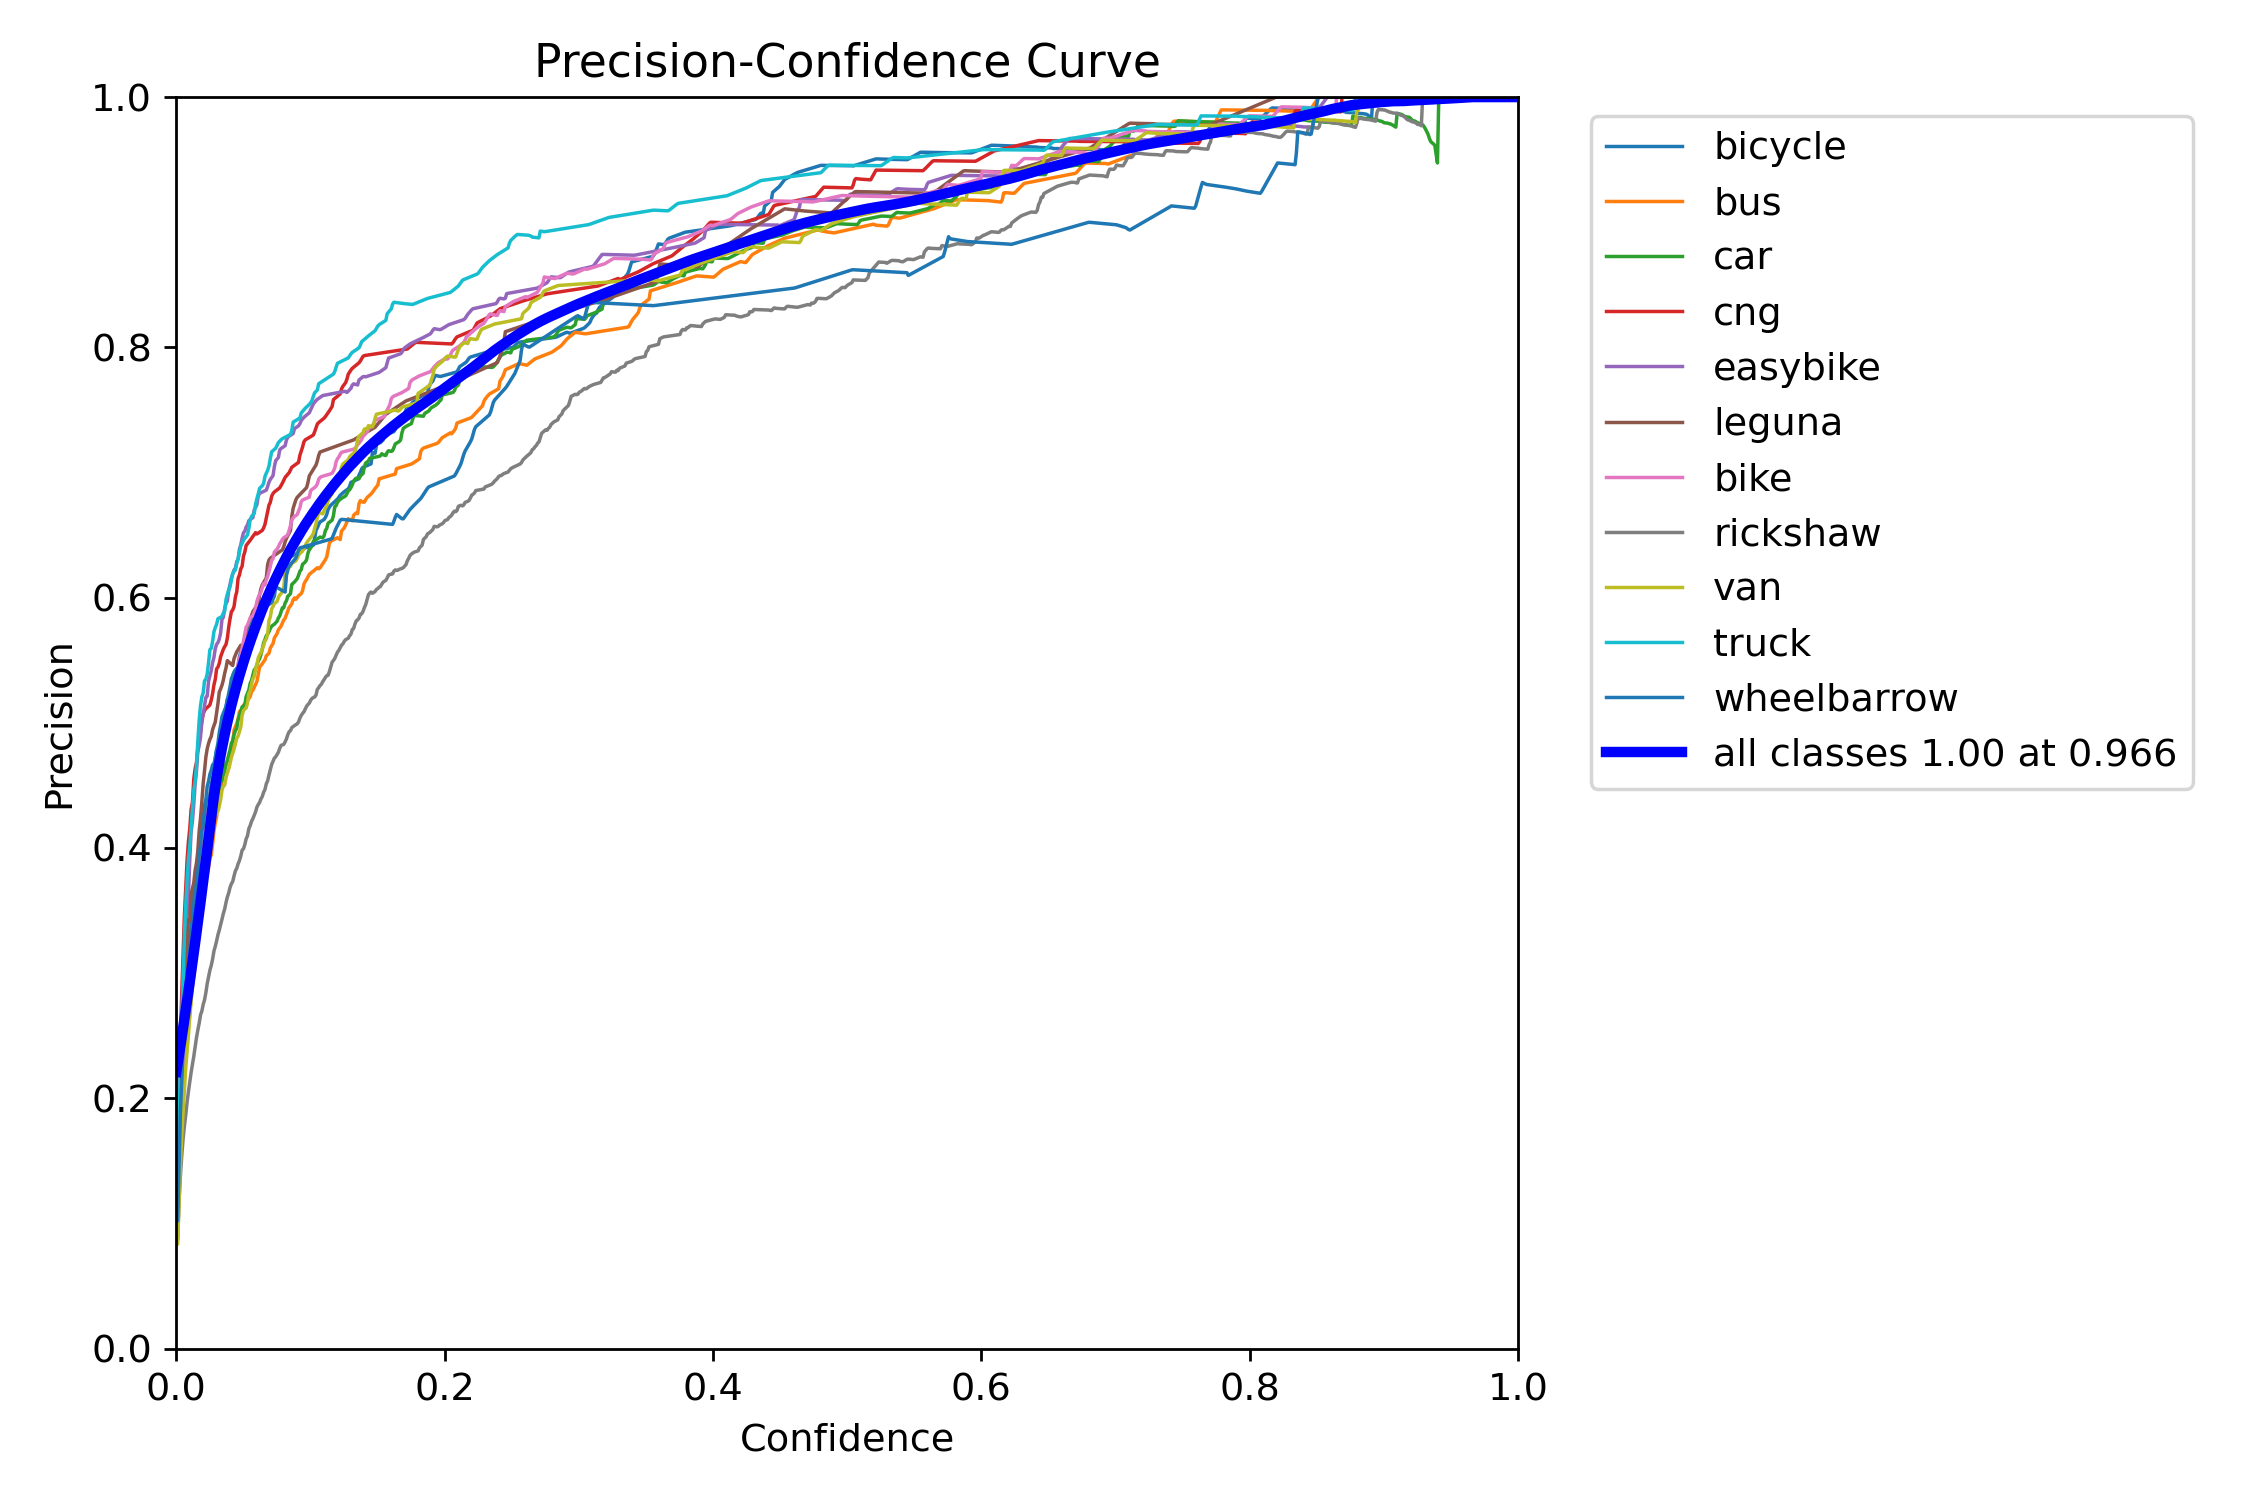 Precision-Confidence Curve
1.0
0.8
0.6
0.4
0.2
0.0
Precision
0.0 0.2 0.4 0.6 0.8 1.0
Confidence
bicycle
bus
car
cng
easybike
leguna
bike
rickshaw
van
truck
wheelbarrow
all classes 1.00 at 0.966